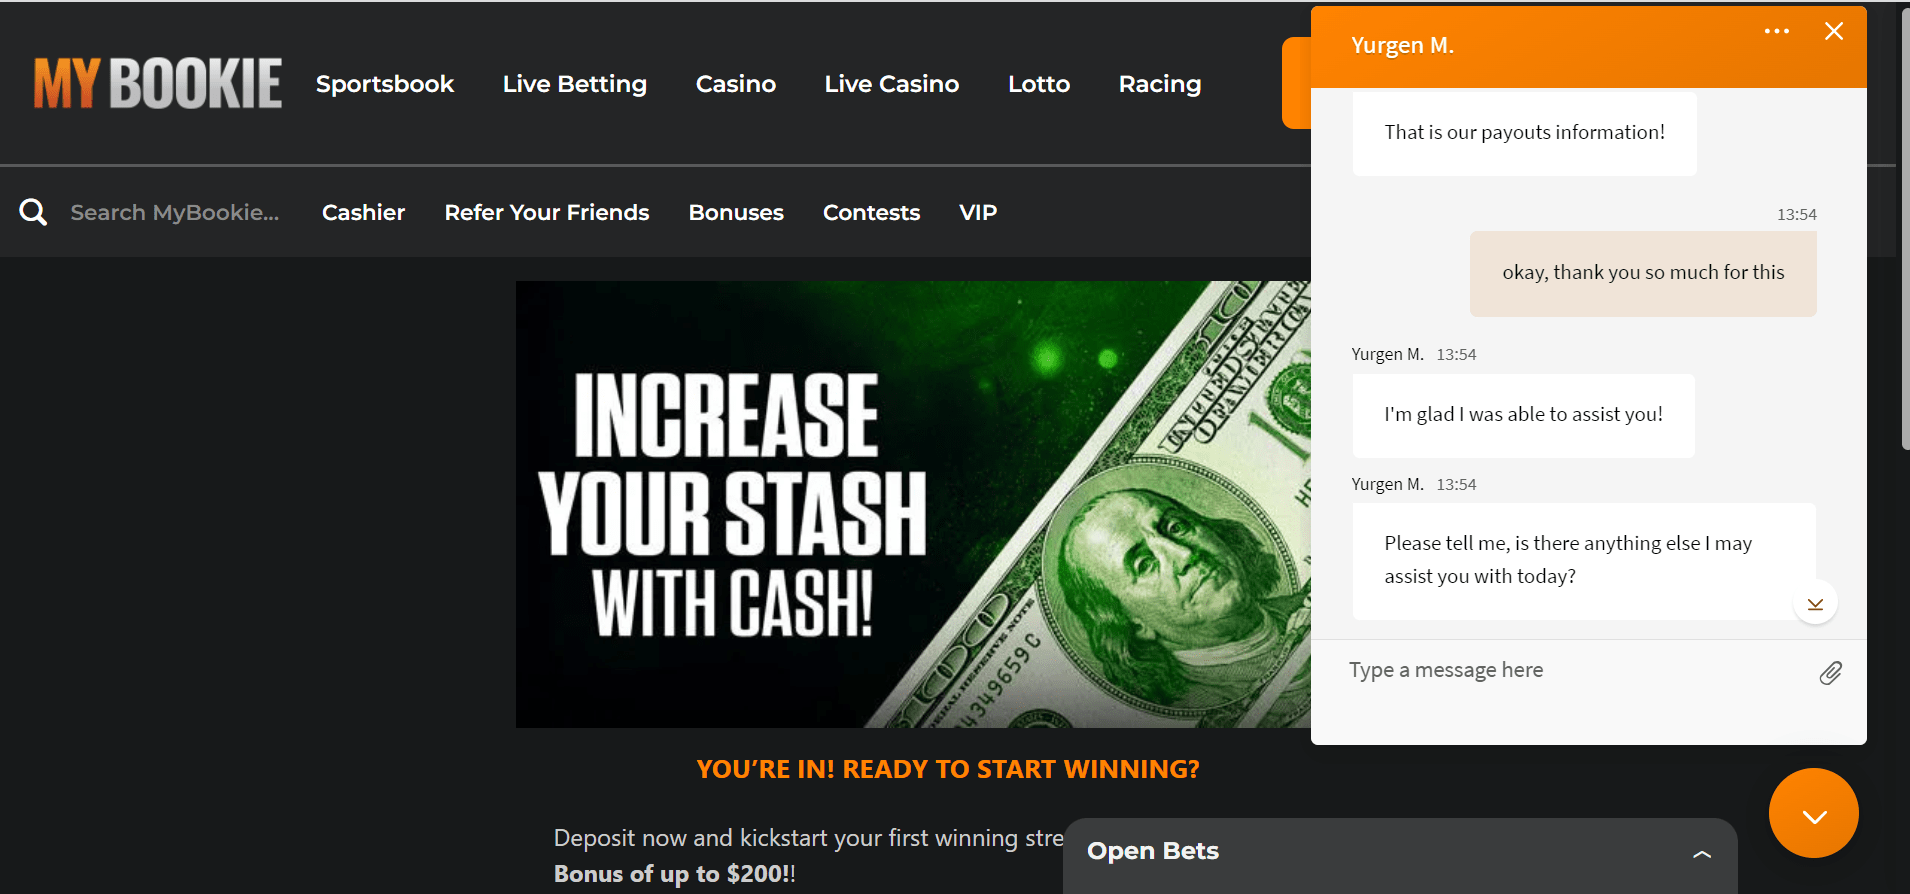 MY BOOKIE
Sportsbook
Live Betting
Casino
Live Casino
Lotto
Racing
Search MyBookie...
Cashier
Refer Your Friends
Bonuses
Contests
VIP
INCREASE
YOUR STASH
WITH CASH!
YOU'RE IN! READY TO START WINNING?
Deposit now and kickstart your first winning stre
Bonus of up to $200!!
Open Bets
Yurgen M.
That is our payouts information!
13:54
okay, thank you so much for this
Yurgen M. 13:54
I'm glad I was able to assist you!
Yurgen M. 13:54
Please tell me, is there anything else I may
assist you with today?
Type a message here